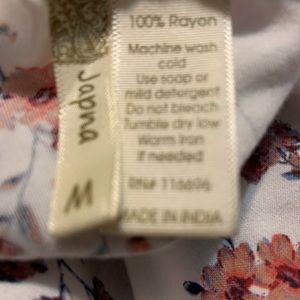 Japna
M
100% Rayon
Machine wash
cold
Use soap or
mild detergent
Do not bleach
Tumble dry low
Warm iron
if needed
RN# 116696
MADE IN INDIA